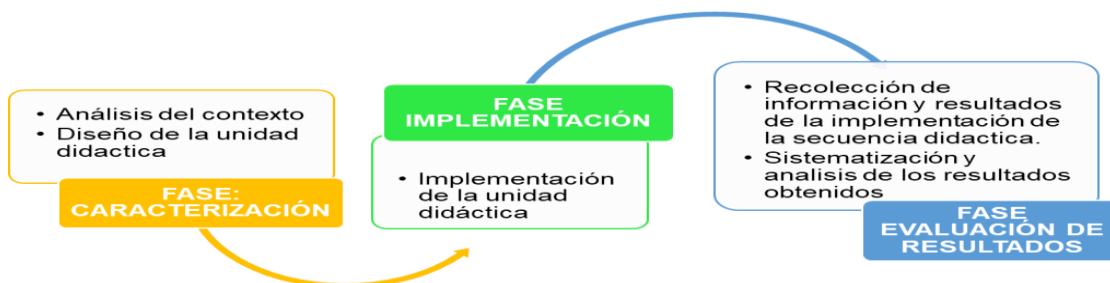 • Análisis del contexto
• Diseño de la unidad
didactica
FASE:
CARACTERIZACIÓN
FASE
IMPLEMENTACIÓN
• Implementación
de la unidad
didáctica
• Recolección de
información y resultados
de la implementación de
la secuencia didactica.
• Sistematización y
analisis de los resultados
obtenidos
FASE
EVALUACIÓN DE
RESULTADOS